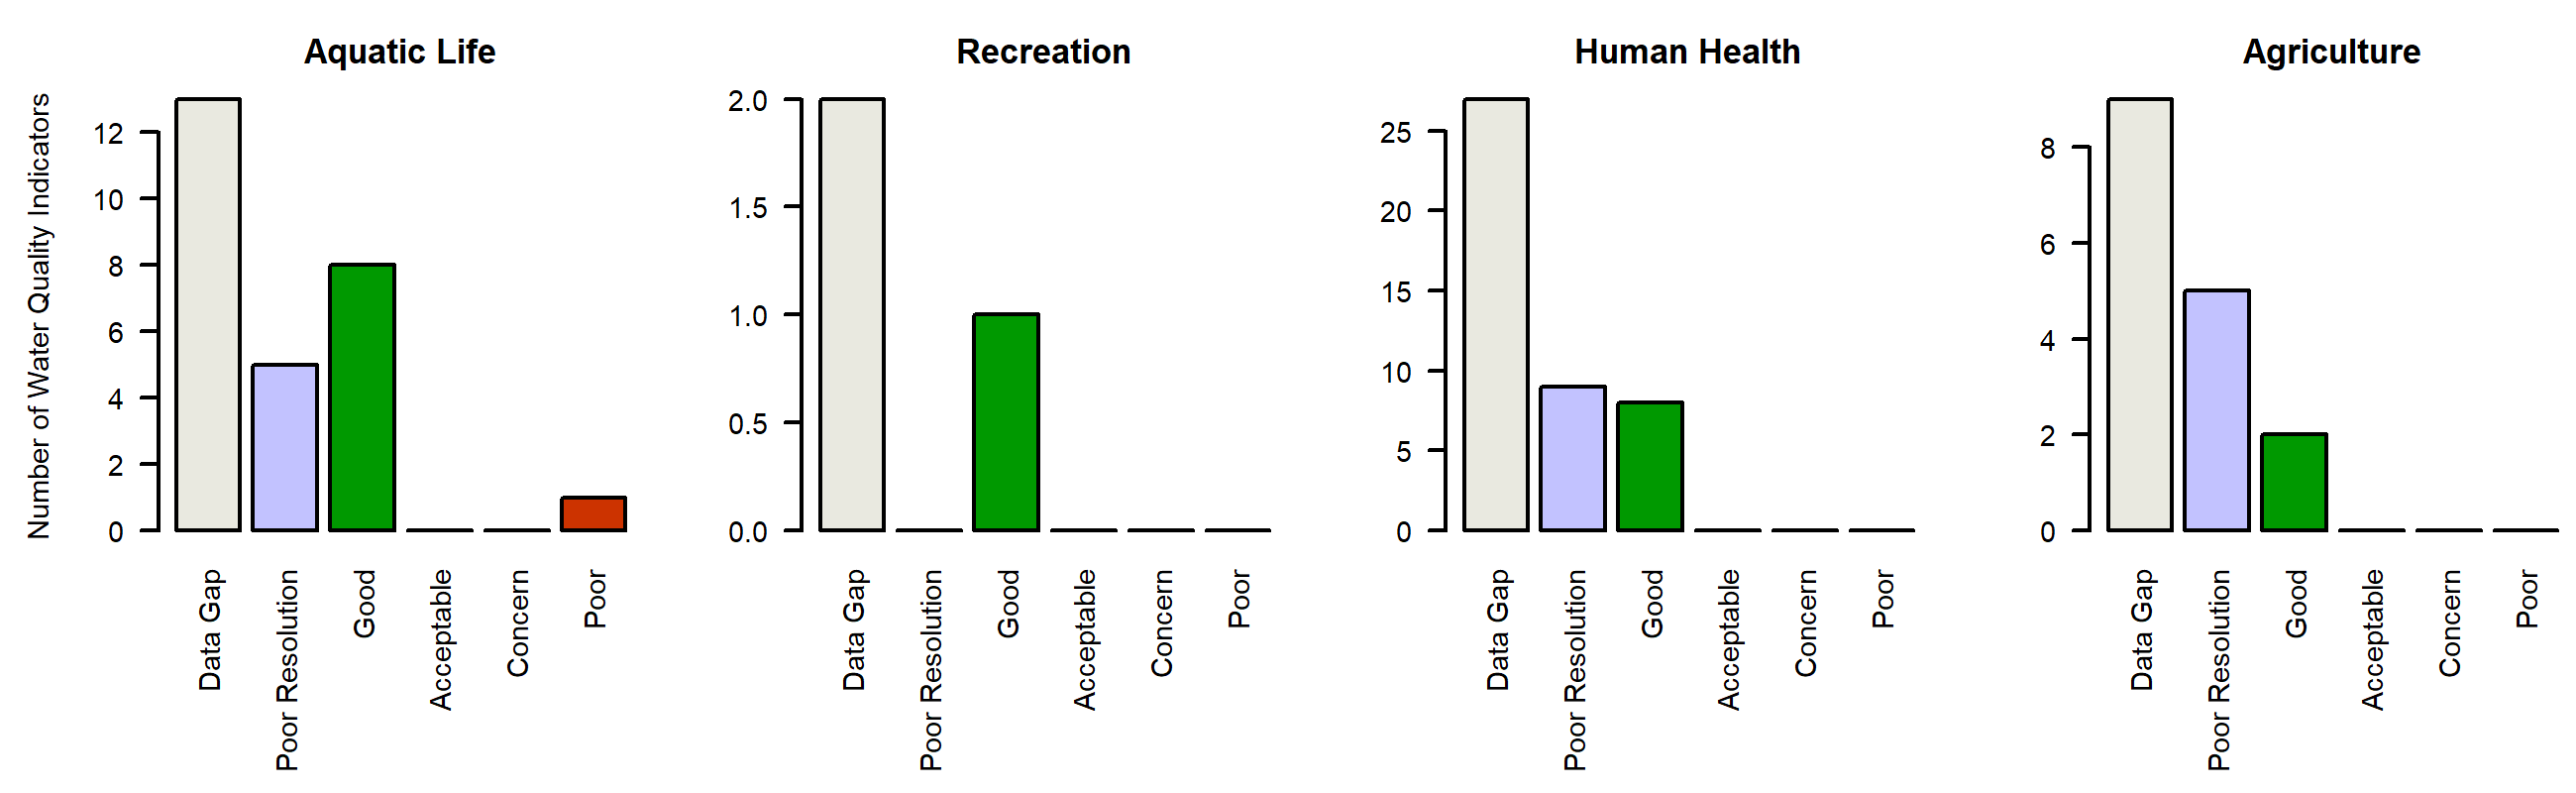 Aquatic Life
Number of Water Quality Indicators
12
10
8
6
4
2
0
Data Gap
Poor Resolution
Good
Acceptable
Concern
Poor
Recreation
2.0
1.5
1.0
0.5
0.0
Data Gap
Poor Resolution
Good
Acceptable
Concern
Poor
Human Health
25
20
15
10
5
0
Data Gap
Poor Resolution
Good
Acceptable
Concern
Poor
Agriculture
8
6
4
2
0
Data Gap
Poor Resolution
Good
Acceptable
Concern
Poor